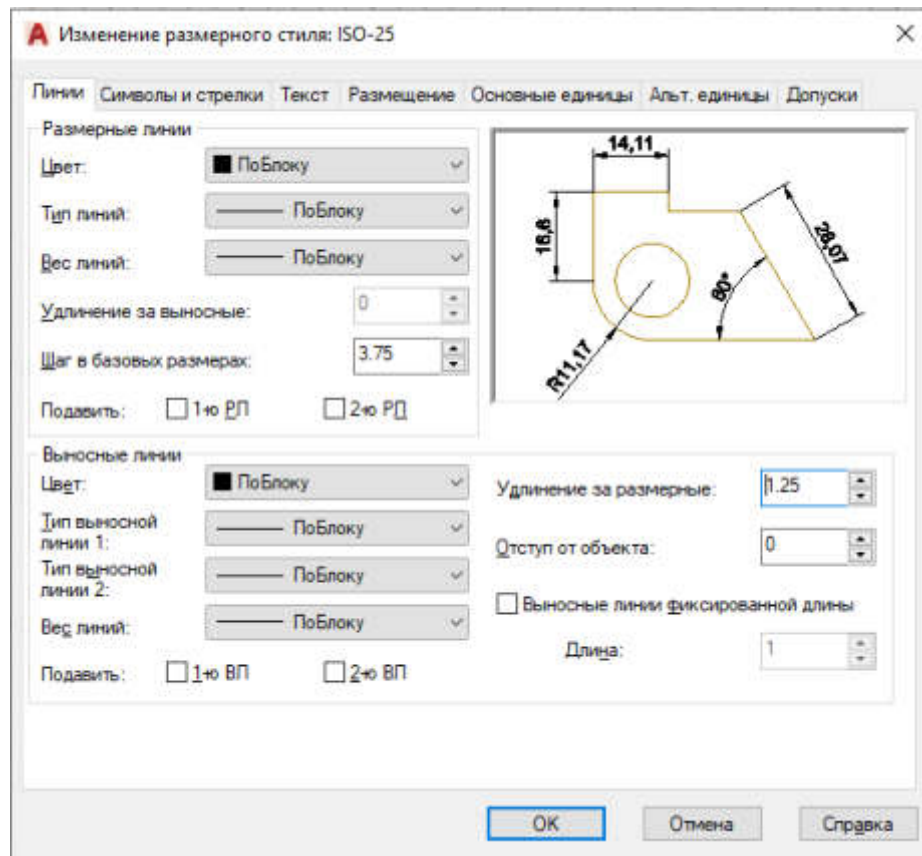 Изменение размерного стиля: ISO-25
Линии Символы и стрелки Текст Размещение Основные единицы Альт. единицы Допуски
Размерные линии
Цвет: ПоБлоку
Тип линий: ПоБлоку
Вес линий: ПоБлоку
Удлинение за выносные: 0
Шаг в базовых размерах: 3.75
Подавить: 1-ю РЛ 2-ю РЛ
14,11
16,6
28,07
60°
R11,17
Выносные линии
Цвет: ПоБлоку
Тип выносной линии 1: ПоБлоку
Тип выносной линии 2: ПоБлоку
Вес линий: ПоБлоку
Подавить: 1-ю ВЛ 2-ю ВЛ
Удлинение за размерные: 1.25
Отступ от объекта: 0
Выносные линии фиксированной длины
Длина: 1
OK Отмена Справка